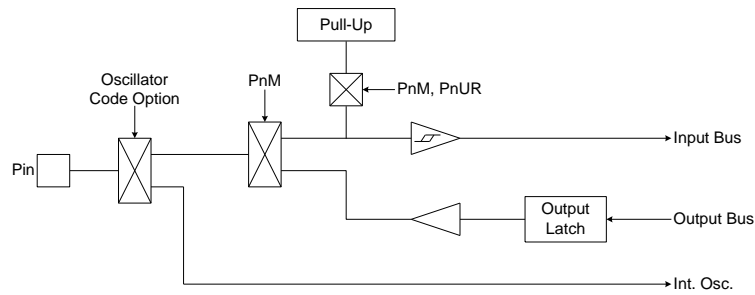 Pull-Up
Oscillator
Code Option
PnM
PnM, PnUR
Pin
Input Bus
Output
Latch
Output Bus
Int. Osc.